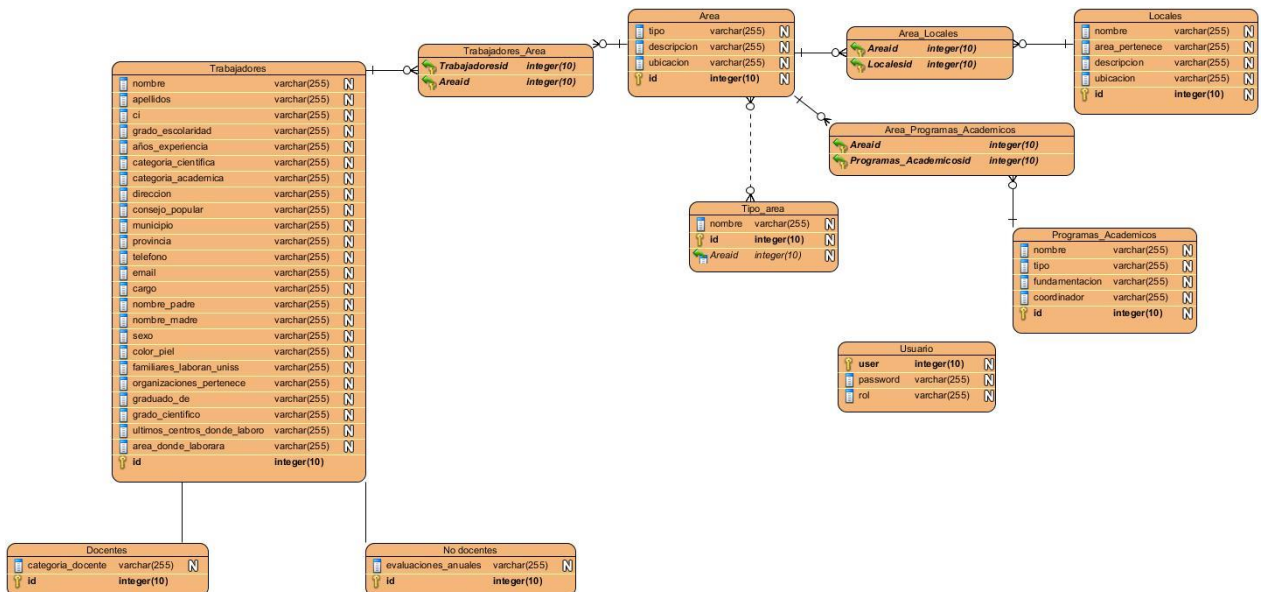 Area
tipo varchar(255) N
descripcion varchar(255) N
ubicacion varchar(255) N
id integer(10) N
Locales
nombre varchar(255) N
area_pertenece varchar(255) N
descripcion varchar(255) N
ubicacion varchar(255) N
id integer(10) N
Area_Locales
Areaid integer(10)
Localesid integer(10)
Trabajadores_Area
Trabajadoresid integer(10)
Areaid integer(10)
Trabajadores
nombre varchar(255) N
apellidos varchar(255) N
ci varchar(255) N
grado_escolaridad varchar(255) N
años_experiencia varchar(255) N
categoria_cientifica varchar(255) N
categoria_academica varchar(255) N
direccion varchar(255) N
consejo_popular varchar(255) N
municipio varchar(255) N
provincia varchar(255) N
telefono varchar(255) N
email varchar(255) N
cargo varchar(255) N
nombre_padre varchar(255) N
nombre_madre varchar(255) N
sexo varchar(255) N
color_piel varchar(255) N
familiares_laboran_uniss varchar(255) N
organizaciones_pertenece varchar(255) N
graduado_de varchar(255) N
grado_cientifico varchar(255) N
ultimos_centros_donde_laboro varchar(255) N
area_donde_laborara varchar(255) N
id integer(10)
Area_Programas_Academicos
Areaid integer(10)
Programas_Academicosid integer(10)
Tipo_area
nombre varchar(255) N
id integer(10) N
Areaid integer(10) N
Programas_Academicos
nombre varchar(255) N
tipo varchar(255) N
fundamentacion varchar(255) N
coordinador varchar(255) N
id integer(10) N
Usuario
user integer(10) N
password varchar(255) N
rol varchar(255) N
Docentes
categoria_docente varchar(255) N
id integer(10)
No docentes
evaluaciones_anuales varchar(255) N
id integer(10)